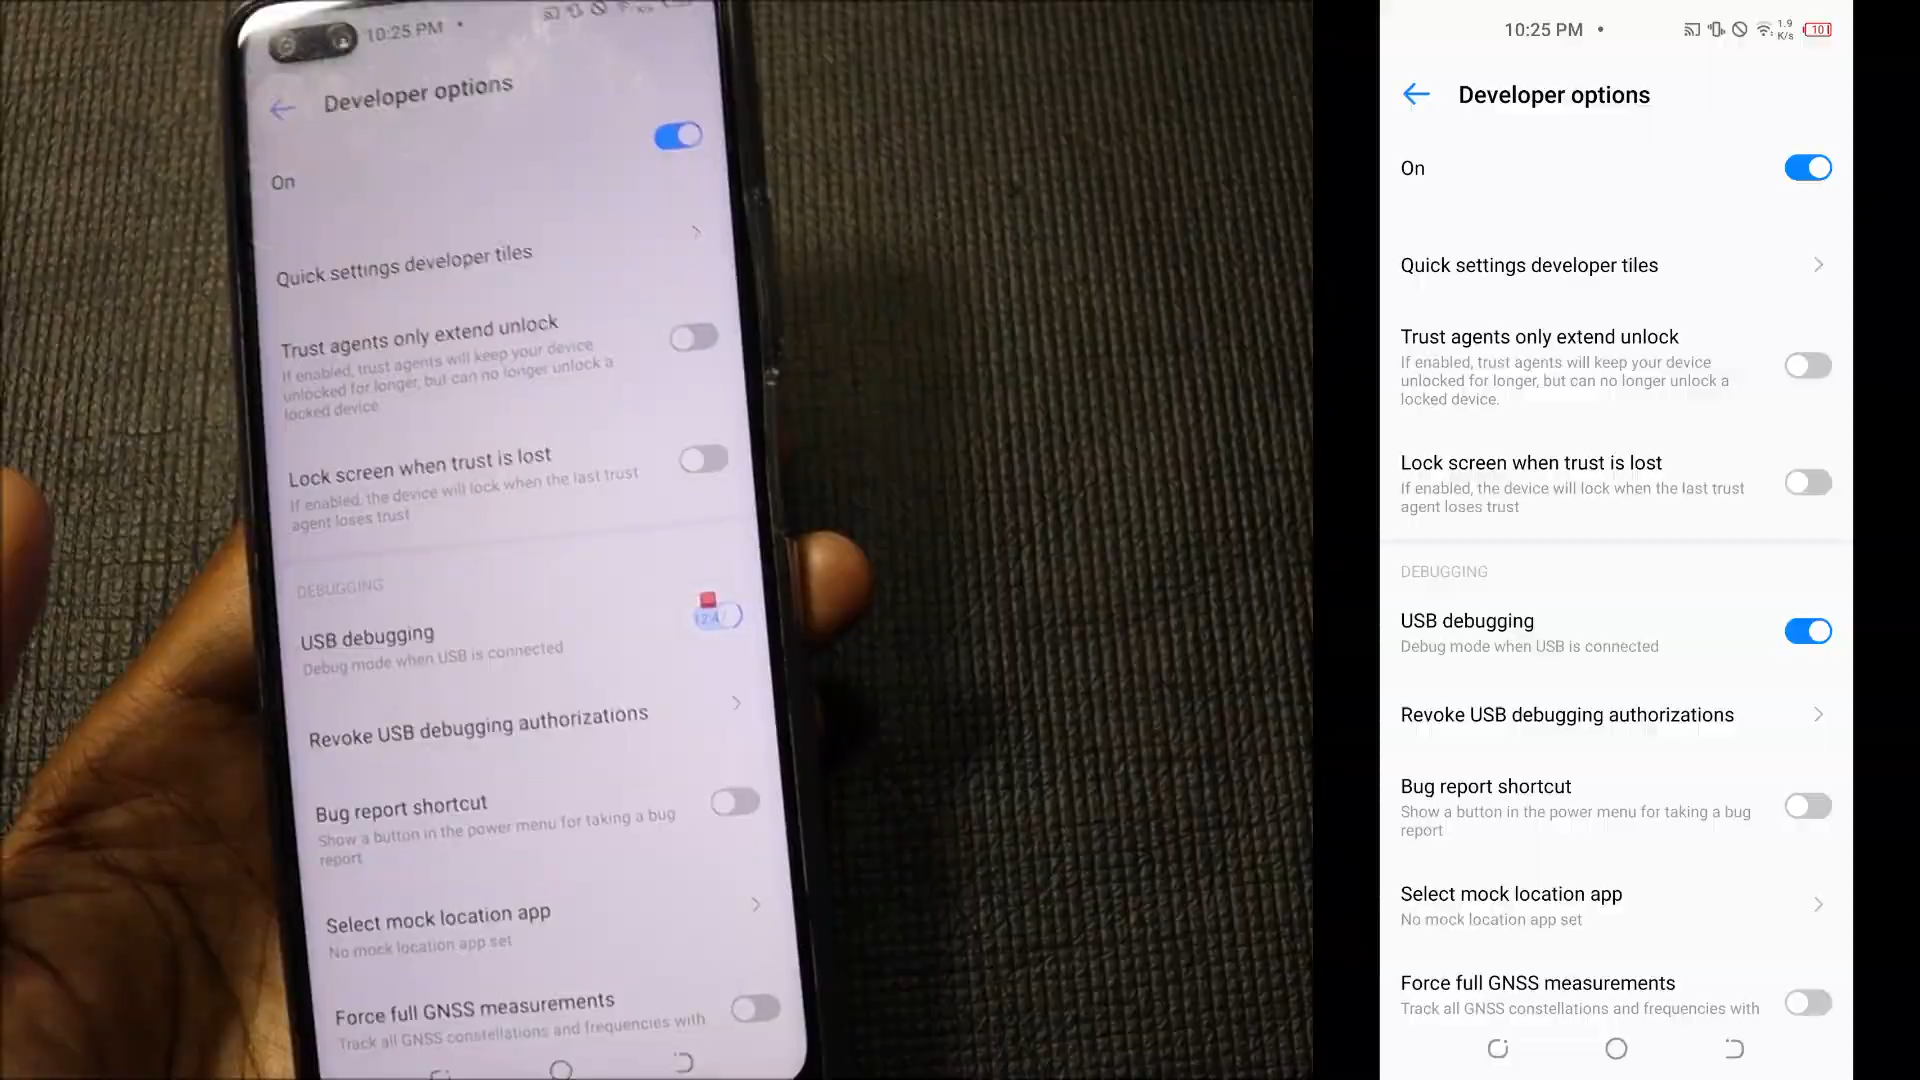 10:25 PM
Developer options
On
Quick settings developer tiles
Trust agents only extend unlock
If enabled, trust agents will keep your device
unlocked for longer, but can no longer unlock a
locked device
Lock screen when trust is lost
If enabled, the device will lock when the last trust
agent loses trust
DEBUGGING
USB debugging
Debug mode when USB is connected
Revoke USB debugging authorizations
Bug report shortcut
Show a button in the power menu for taking a bug
report
Select mock location app
No mock location app set
Force full GNSS measurements
Track all GNSS constellations and frequencies with
10:25 PM
1.9
K/s
10
Developer options
On
Quick settings developer tiles
Trust agents only extend unlock
If enabled, trust agents will keep your device
unlocked for longer, but can no longer unlock a
locked device.
Lock screen when trust is lost
If enabled, the device will lock when the last trust
agent loses trust
DEBUGGING
USB debugging
Debug mode when USB is connected
Revoke USB debugging authorizations
Bug report shortcut
Show a button in the power menu for taking a bug
report
Select mock location app
No mock location app set
Force full GNSS measurements
Track all GNSS constellations and frequencies with